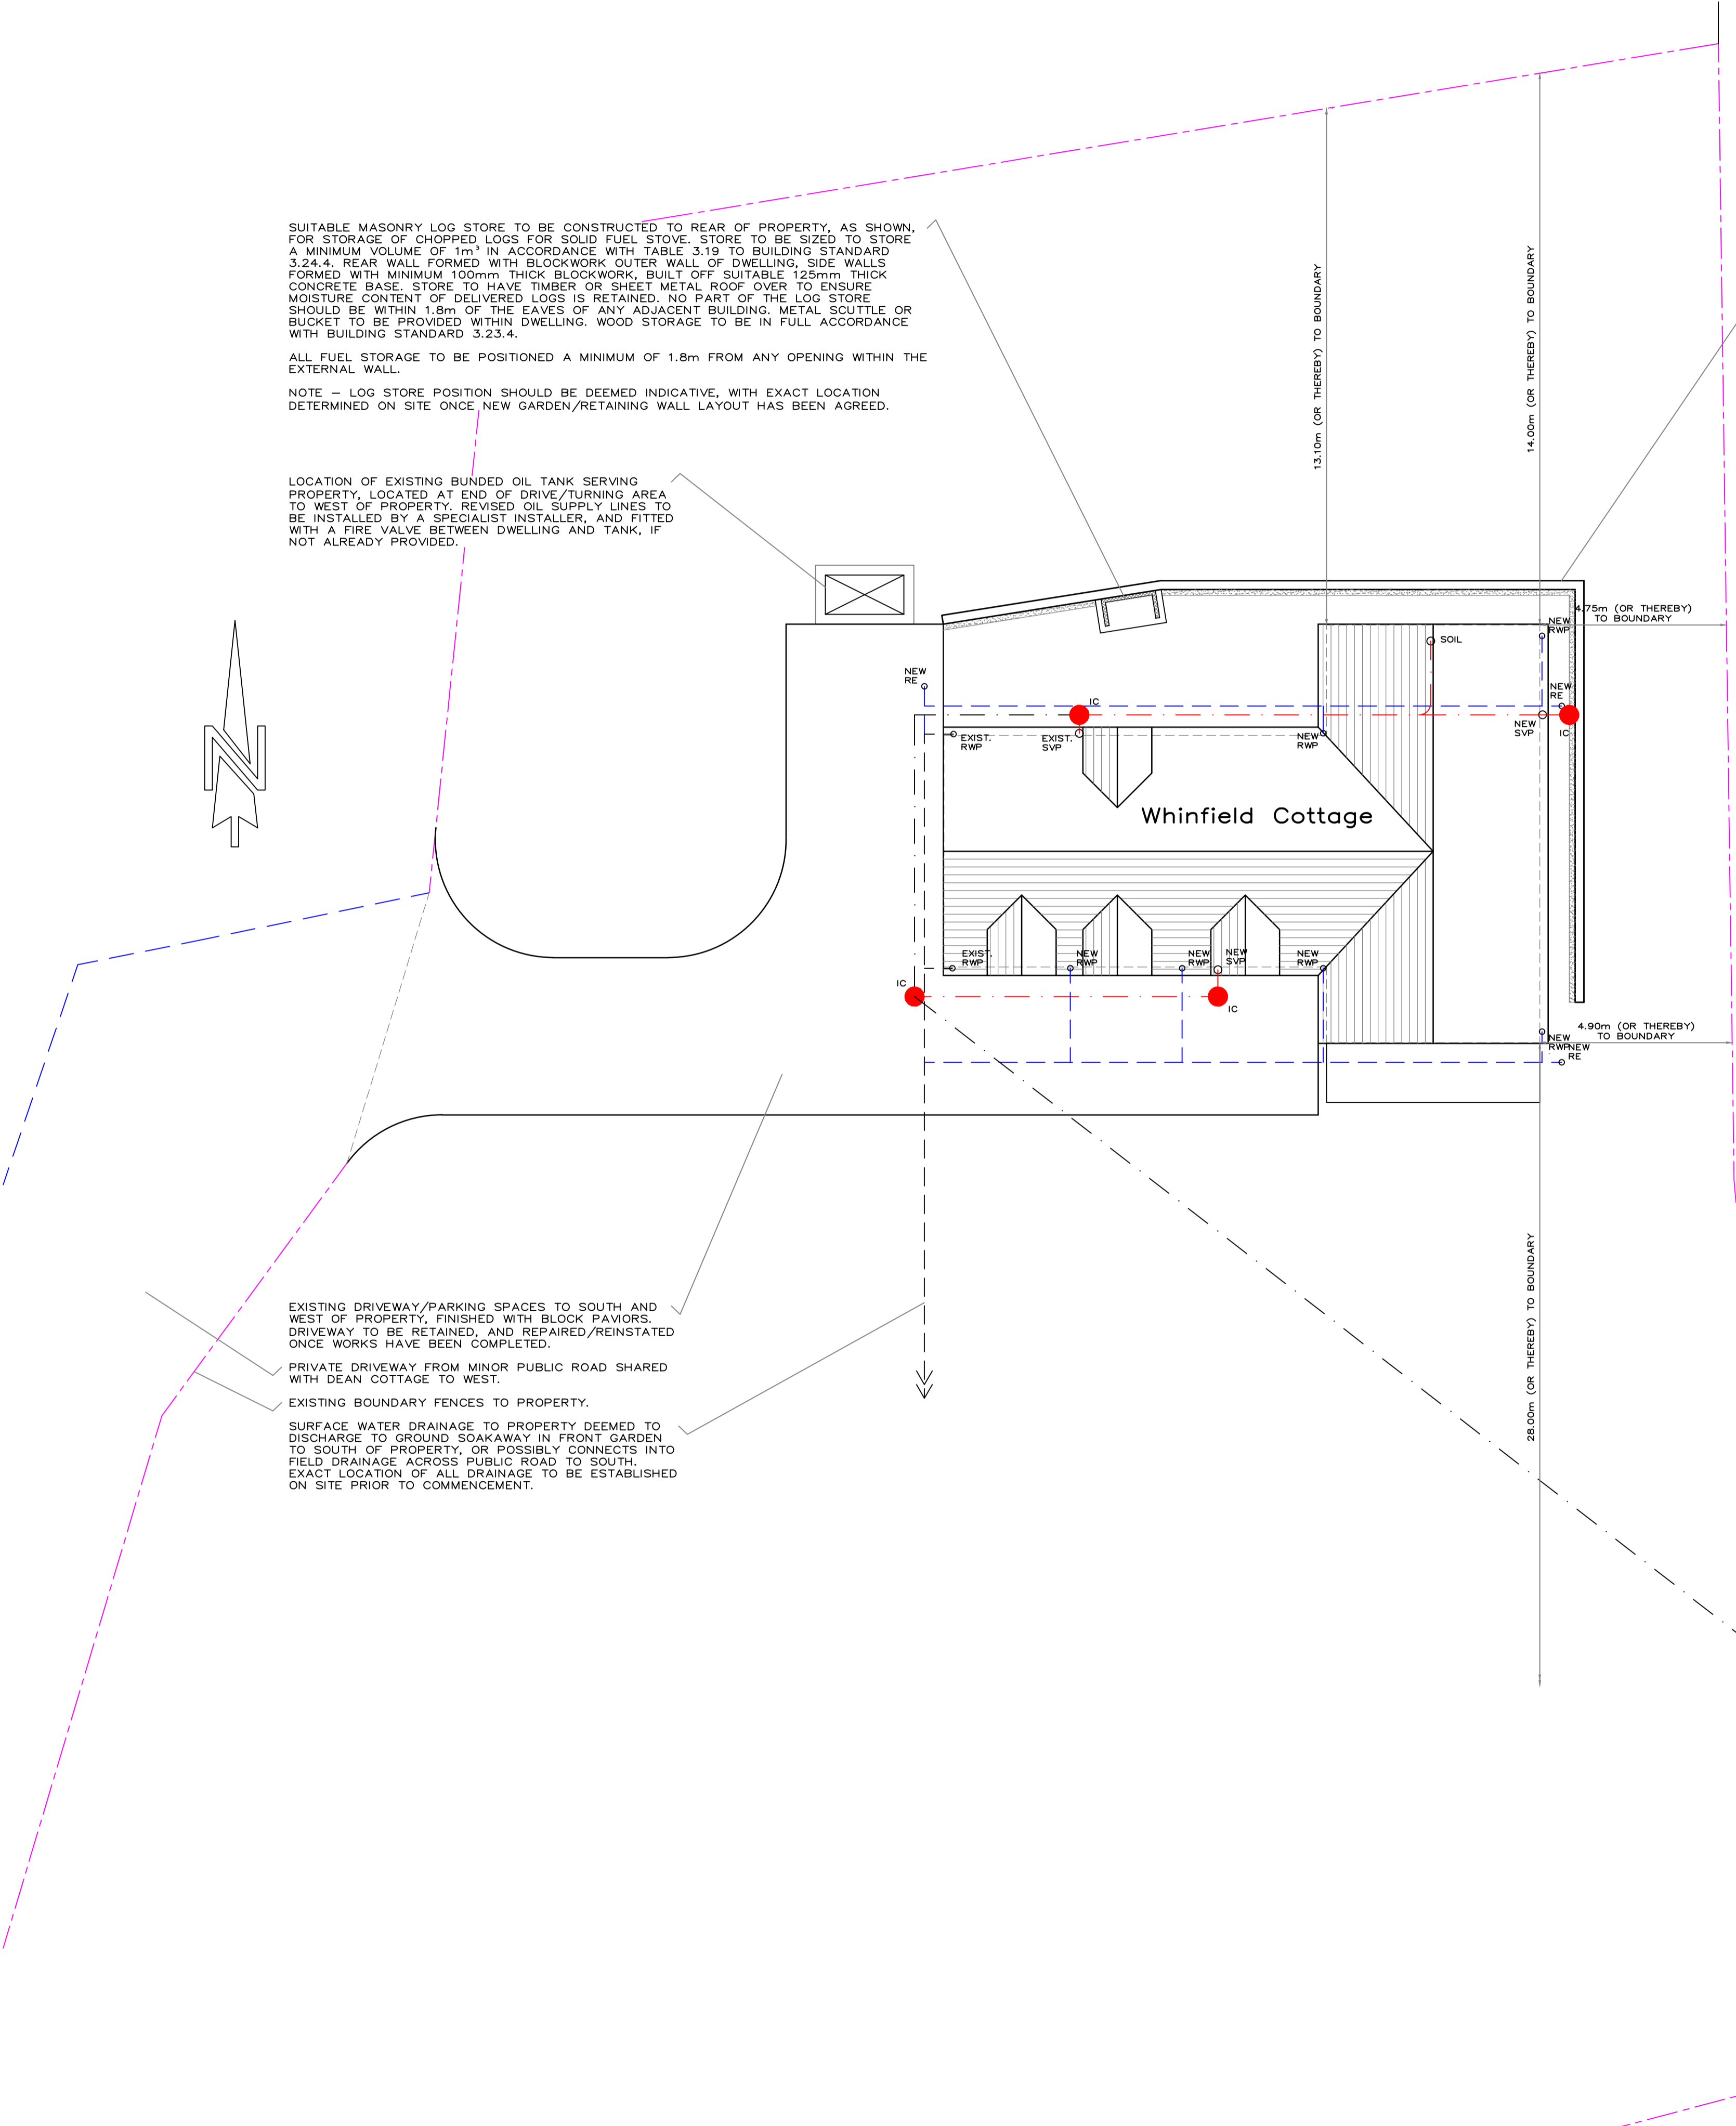 SUITABLE MASONRY LOG STORE TO BE CONSTRUCTED TO REAR OF PROPERTY, AS SHOWN,
FOR STORAGE OF CHOPPED LOGS FOR SOLID FUEL STOVE. STORE TO BE SIZED TO STORE
A MINIMUM VOLUME OF 1m³ IN ACCORDANCE WITH TABLE 3.19 TO BUILDING STANDARD
3.24.4. REAR WALL FORMED WITH BLOCKWORK OUTER WALL OF DWELLING, SIDE WALLS
FORMED WITH MINIMUM 100mm THICK BLOCKWORK, BUILT OFF SUITABLE 125mm THICK
CONCRETE BASE. STORE TO HAVE TIMBER OR SHEET METAL ROOF OVER TO ENSURE
MOISTURE CONTENT OF DELIVERED LOGS IS RETAINED. NO PART OF THE LOG STORE
SHOULD BE WITHIN 1.8m OF THE EAVES OF ANY ADJACENT BUILDING. METAL SCUTTLE OR
BUCKET TO BE PROVIDED WITHIN DWELLING. WOOD STORAGE TO BE IN FULL ACCORDANCE
WITH BUILDING STANDARD 3.23.4.
ALL FUEL STORAGE TO BE POSITIONED A MINIMUM OF 1.8m FROM ANY OPENING WITHIN THE
EXTERNAL WALL.
NOTE – LOG STORE POSITION SHOULD BE DEEMED INDICATIVE, WITH EXACT LOCATION
DETERMINED ON SITE ONCE NEW GARDEN/RETAINING WALL LAYOUT HAS BEEN AGREED.
13.10m (OR THEREBY) TO BOUNDARY
14.00m (OR THEREBY) TO BOUNDARY
LOCATION OF EXISTING BUNDED OIL TANK SERVING
PROPERTY, LOCATED AT END OF DRIVE/TURNING AREA
TO WEST OF PROPERTY. REVISED OIL SUPPLY LINES TO
BE INSTALLED BY A SPECIALIST INSTALLER, AND FITTED
WITH A FIRE VALVE BETWEEN DWELLING AND TANK, IF
NOT ALREADY PROVIDED.
4.75m (OR THEREBY)
TO BOUNDARY
NEW
RWP
SOIL
NEW
RE
IC
NEW
RE
NEW
SVP
IC
EXIST.
RWP
EXIST.
SVP
NEW
RWP
N
Whinfield Cottage
EXIST.
RWP
NEW
RWP
NEW
RWP
NEW
SVP
NEW
RWP
IC
IC
4.90m (OR THEREBY)
TO BOUNDARY
NEW
RWP
NEW
RE
28.00m (OR THEREBY) TO BOUNDARY
EXISTING DRIVEWAY/PARKING SPACES TO SOUTH AND
WEST OF PROPERTY, FINISHED WITH BLOCK PAVIORS.
DRIVEWAY TO BE RETAINED, AND REPAIRED/REINSTATED
ONCE WORKS HAVE BEEN COMPLETED.
PRIVATE DRIVEWAY FROM MINOR PUBLIC ROAD SHARED
WITH DEAN COTTAGE TO WEST.
EXISTING BOUNDARY FENCES TO PROPERTY.
SURFACE WATER DRAINAGE TO PROPERTY DEEMED TO
DISCHARGE TO GROUND SOAKAWAY IN FRONT GARDEN
TO SOUTH OF PROPERTY, OR POSSIBLY CONNECTS INTO
FIELD DRAINAGE ACROSS PUBLIC ROAD TO SOUTH.
EXACT LOCATION OF ALL DRAINAGE TO BE ESTABLISHED
ON SITE PRIOR TO COMMENCEMENT.